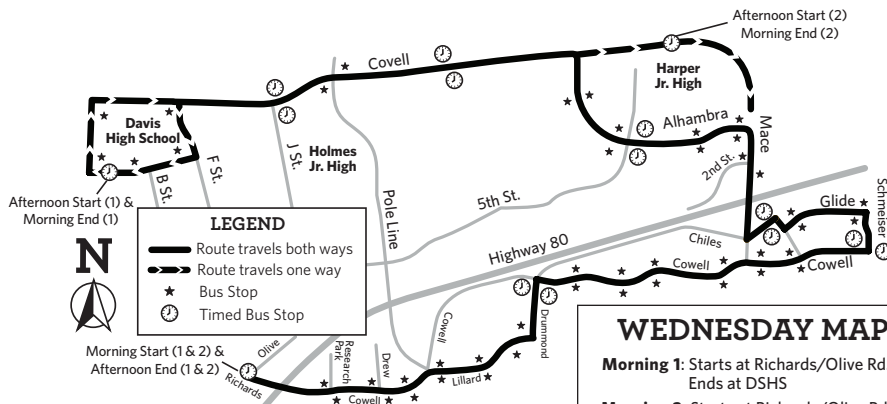 Afternoon Start (2)
Morning End (2)
Covell
Harper
Jr. High
Davis
High School
Alhambra
Mace
J St.
Holmes
Jr. High
F St.
B St.
2nd St.
Afternoon Start (1) &
Morning End (1)
Pole Line
5th St.
Schmeiser
Glide
LEGEND
Route travels both ways
Route travels one way
Bus Stop
Timed Bus Stop
N
Highway 80
Chiles
Cowell
Cowell
Cowell
Drummond
Morning Start (1 & 2) &
Afternoon End (1 & 2)
Olive
Richards
Research
Park
Drew
Lillard
Cowell
WEDNESDAY MAP
Morning 1: Starts at Richards/Olive Rd
Ends at DSHS